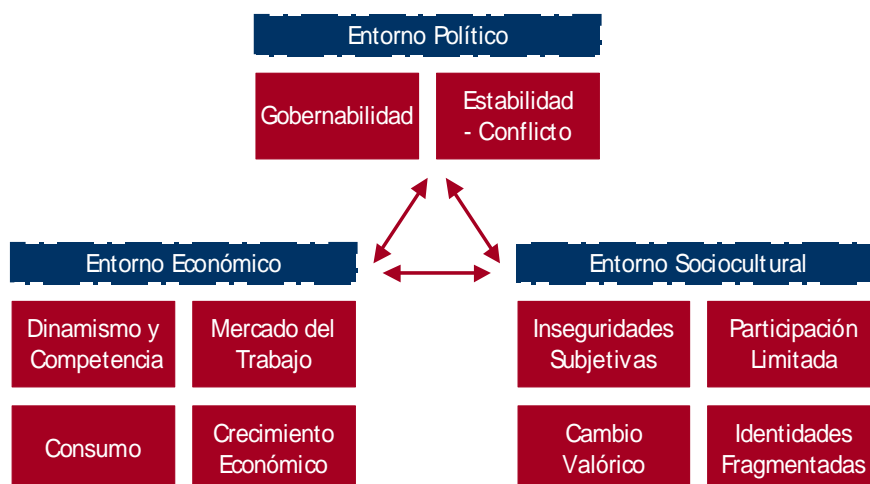 Entorno Político
Gobernabilidad
Estabilidad
- Conflicto
Entorno Económico
Entorno Sociocultural
Dinamismo y
Competencia
Mercado del
Trabajo
Inseguridades
Subjetivas
Participación
Limitada
Consumo
Crecimiento
Económico
Cambio
Valórico
Identidades
Fragmentadas